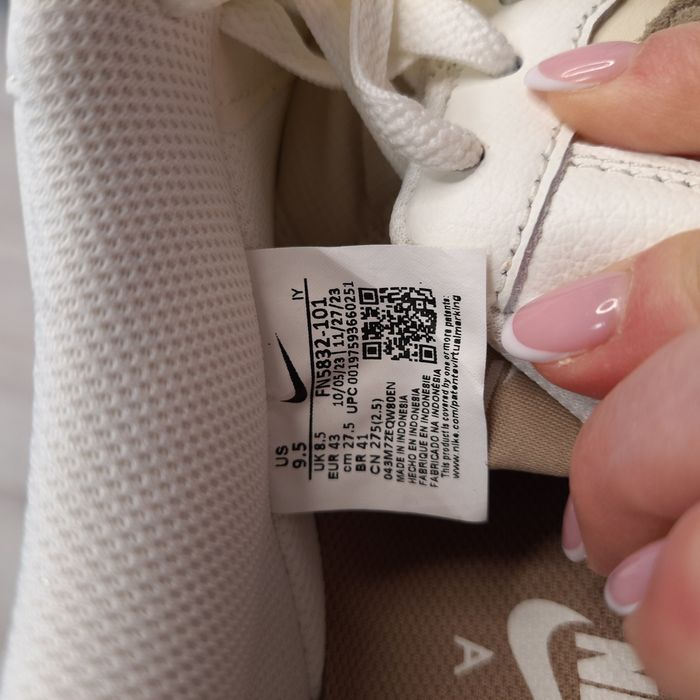 US
9.5
UK 8.5
EUR 43
cm 27.5
BR 41
CN 275(2.5)
IY
FN5832-101
10/05/23 | 11/27/23
UPC 00197593660251
043M7ZEQW80EN
MADE IN INDONESIA
HECHO EN INDONESIA
FABRIQUE EN INDONESIE
FABRICADO NA INDONÉSIA
This product is covered by one or more patents:
www.nike.com/patentevirtualmarking
A